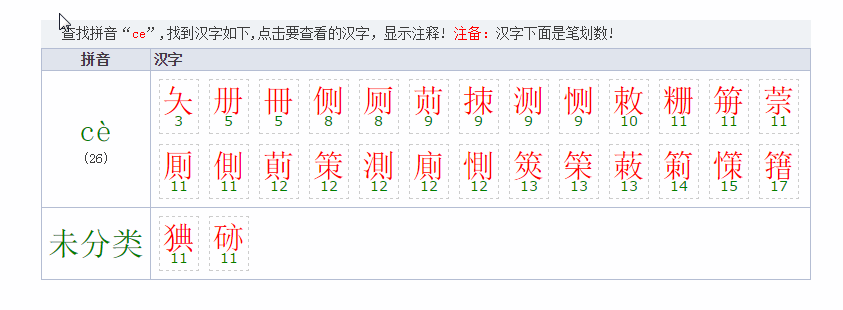 查找拼音“ce”,找到汉字如下,点击要查看的汉字，显示注释! 注备：汉字下面是笔划数!
拼音 汉字
夨 册 冊 侧 厕 荝 拺 测 恻 敇 粣 笧 萗
3 5 5 8 8 9 9 9 9 10 11 11 11
cè
(26)
厠 側 萴 策 測 廁 惻 筴 筞 蓛 箣 憡 簎
11 11 12 12 12 12 12 13 13 13 14 15 17
未分类 猠
11 11